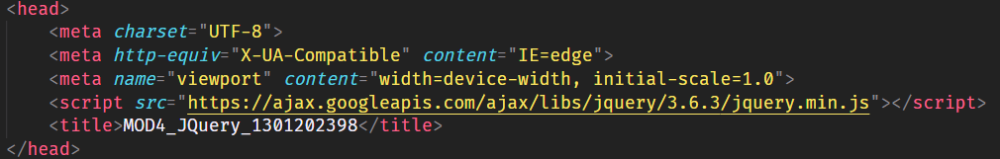 <head>
<meta charset="UTF-8">
<meta http-equiv="X-UA-Compatible" content="IE=edge">
<meta name="viewport" content="width=device-width, initial-scale=1.0">
<script src="https://ajax.googleapis.com/ajax/libs/jquery/3.6.3/jquery.min.js"></script>
<title>MOD4_JQuery_1301202398</title>
</head>